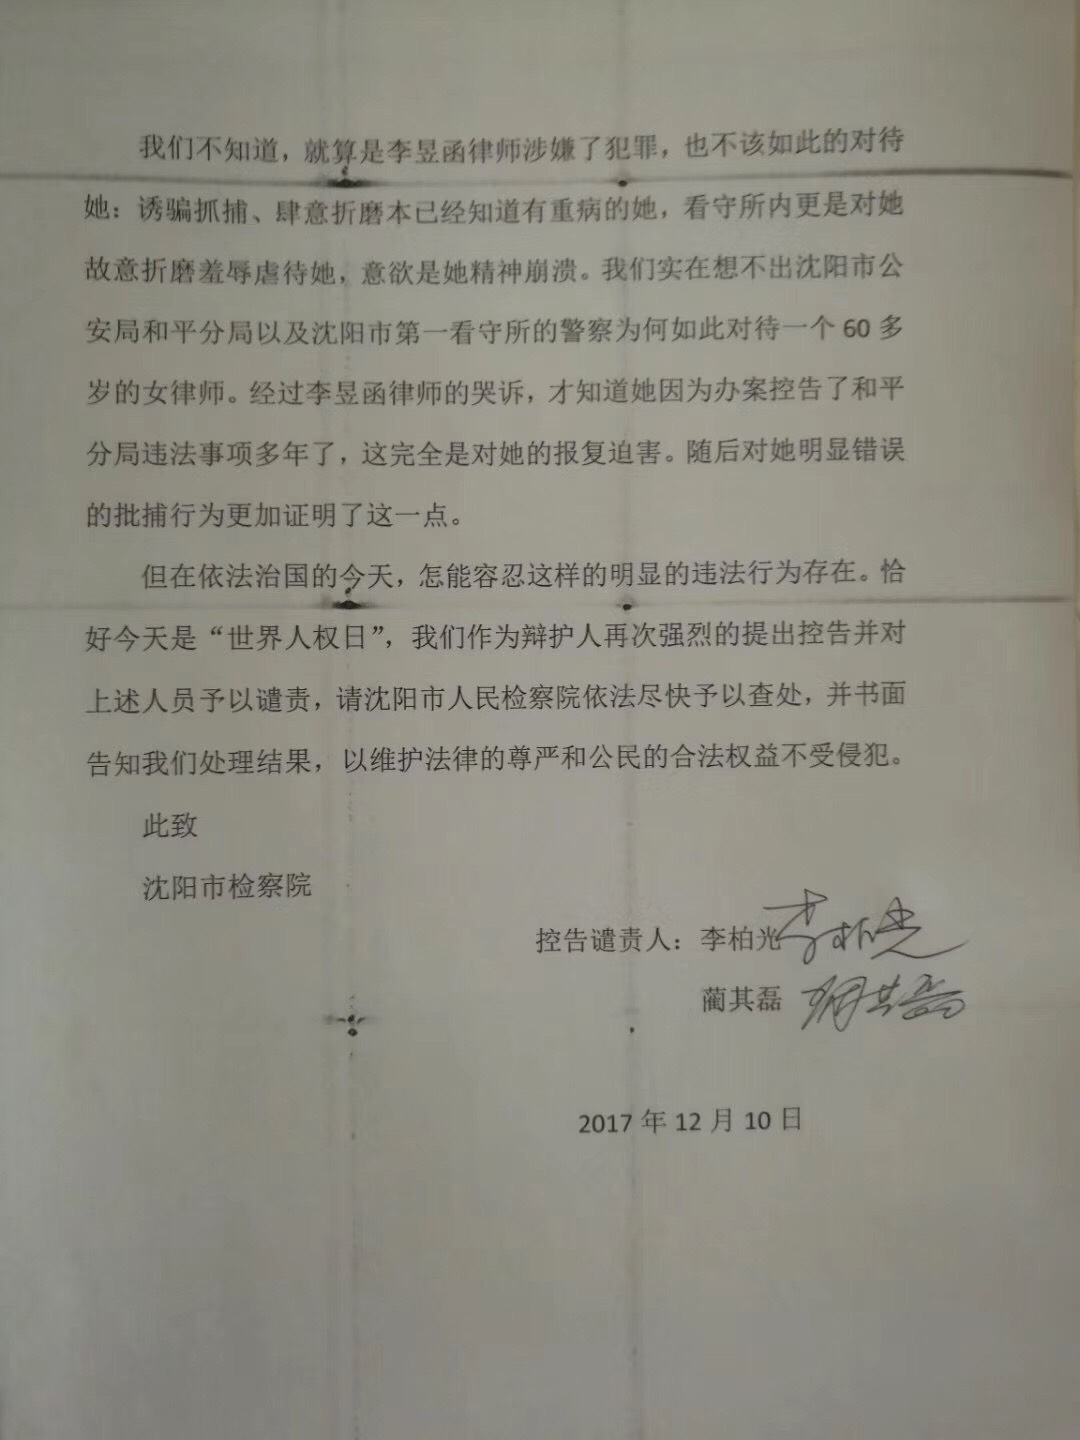 我们不知道，就算是李昱函律师涉嫌了犯罪，也不该如此的对待
她：诱骗抓捕、肆意折磨本已经知道有重病的她，看守所内更是对她
故意折磨羞辱虐待她，意欲是她精神崩溃。我们实在想不出沈阳市公
安局和平分局以及沈阳市第一看守所的警察为何如此对待一个 60 多
岁的女律师。经过李昱函律师的哭诉，才知道她因为办案控告了和平
分局违法事项多年了，这完全是对她的报复迫害。随后对她明显错误
的批捕行为更加证明了这一点。
但在依法治国的今天，怎能容忍这样的明显的违法行为存在。恰
好今天是“世界人权日”，我们作为辩护人再次强烈的提出控告并对
上述人员予以谴责，请沈阳市人民检察院依法尽快予以查处，并书面
告知我们处理结果，以维护法律的尊严和公民的合法权益不受侵犯。
此致
沈阳市检察院
控告谴责人：李柏光 李柏光
蔺其磊 蔺其磊
2017 年 12 月 10 日